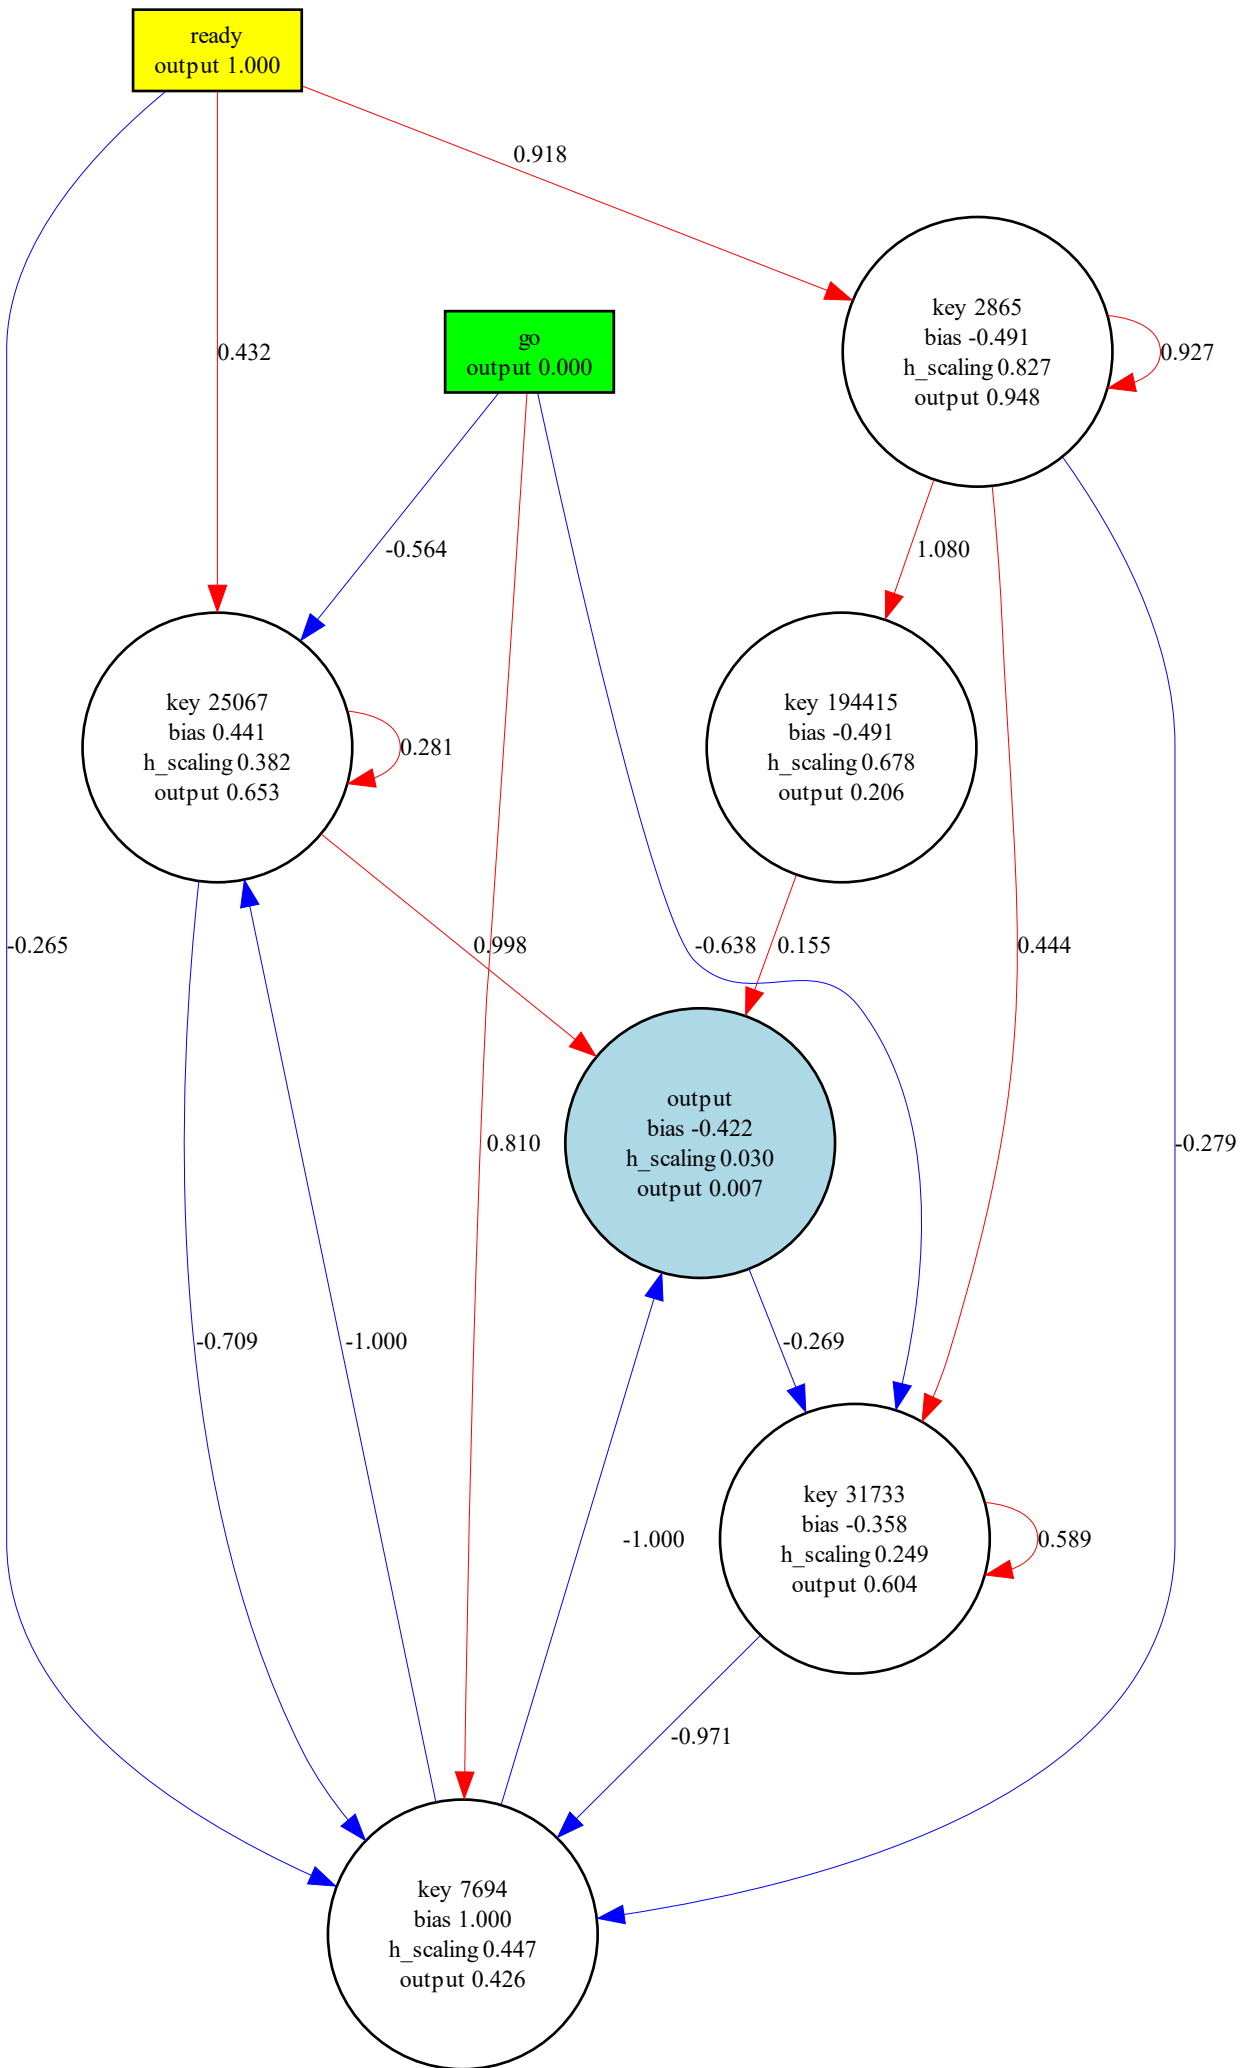 ready
output 1.000
0.918
go
output 0.000
key 2865
bias -0.491
h_scaling 0.827
output 0.948
0.432
0.927
-0.564
1.080
key 25067
bias 0.441
h_scaling 0.382
output 0.653
0.281
key 194415
bias -0.491
h_scaling 0.678
output 0.206
-0.265
0.998
-0.638
0.155
0.444
output
bias -0.422
h_scaling 0.030
output 0.007
0.810
-0.279
-0.709
-1.000
-0.269
key 31733
bias -0.358
h_scaling 0.249
output 0.604
-1.000
0.589
-0.971
key 7694
bias 1.000
h_scaling 0.447
output 0.426